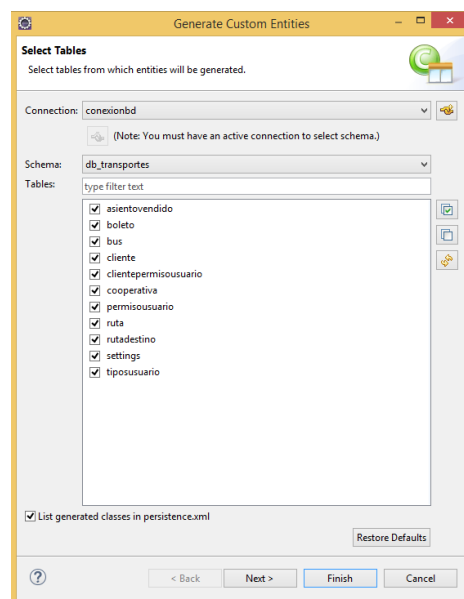 Generate Custom Entities
Select Tables
Select tables from which entities will be generated.
Connection: conexionbd
(Note: You must have an active connection to select schema.)
Schema: db_transportes
Tables: type filter text
asientovendido
boleto
bus
cliente
clientepermisousuario
cooperativa
permisousuario
ruta
rutadestino
settings
tiposusuario
List generated classes in persistence.xml
Restore Defaults
< Back Next > Finish Cancel